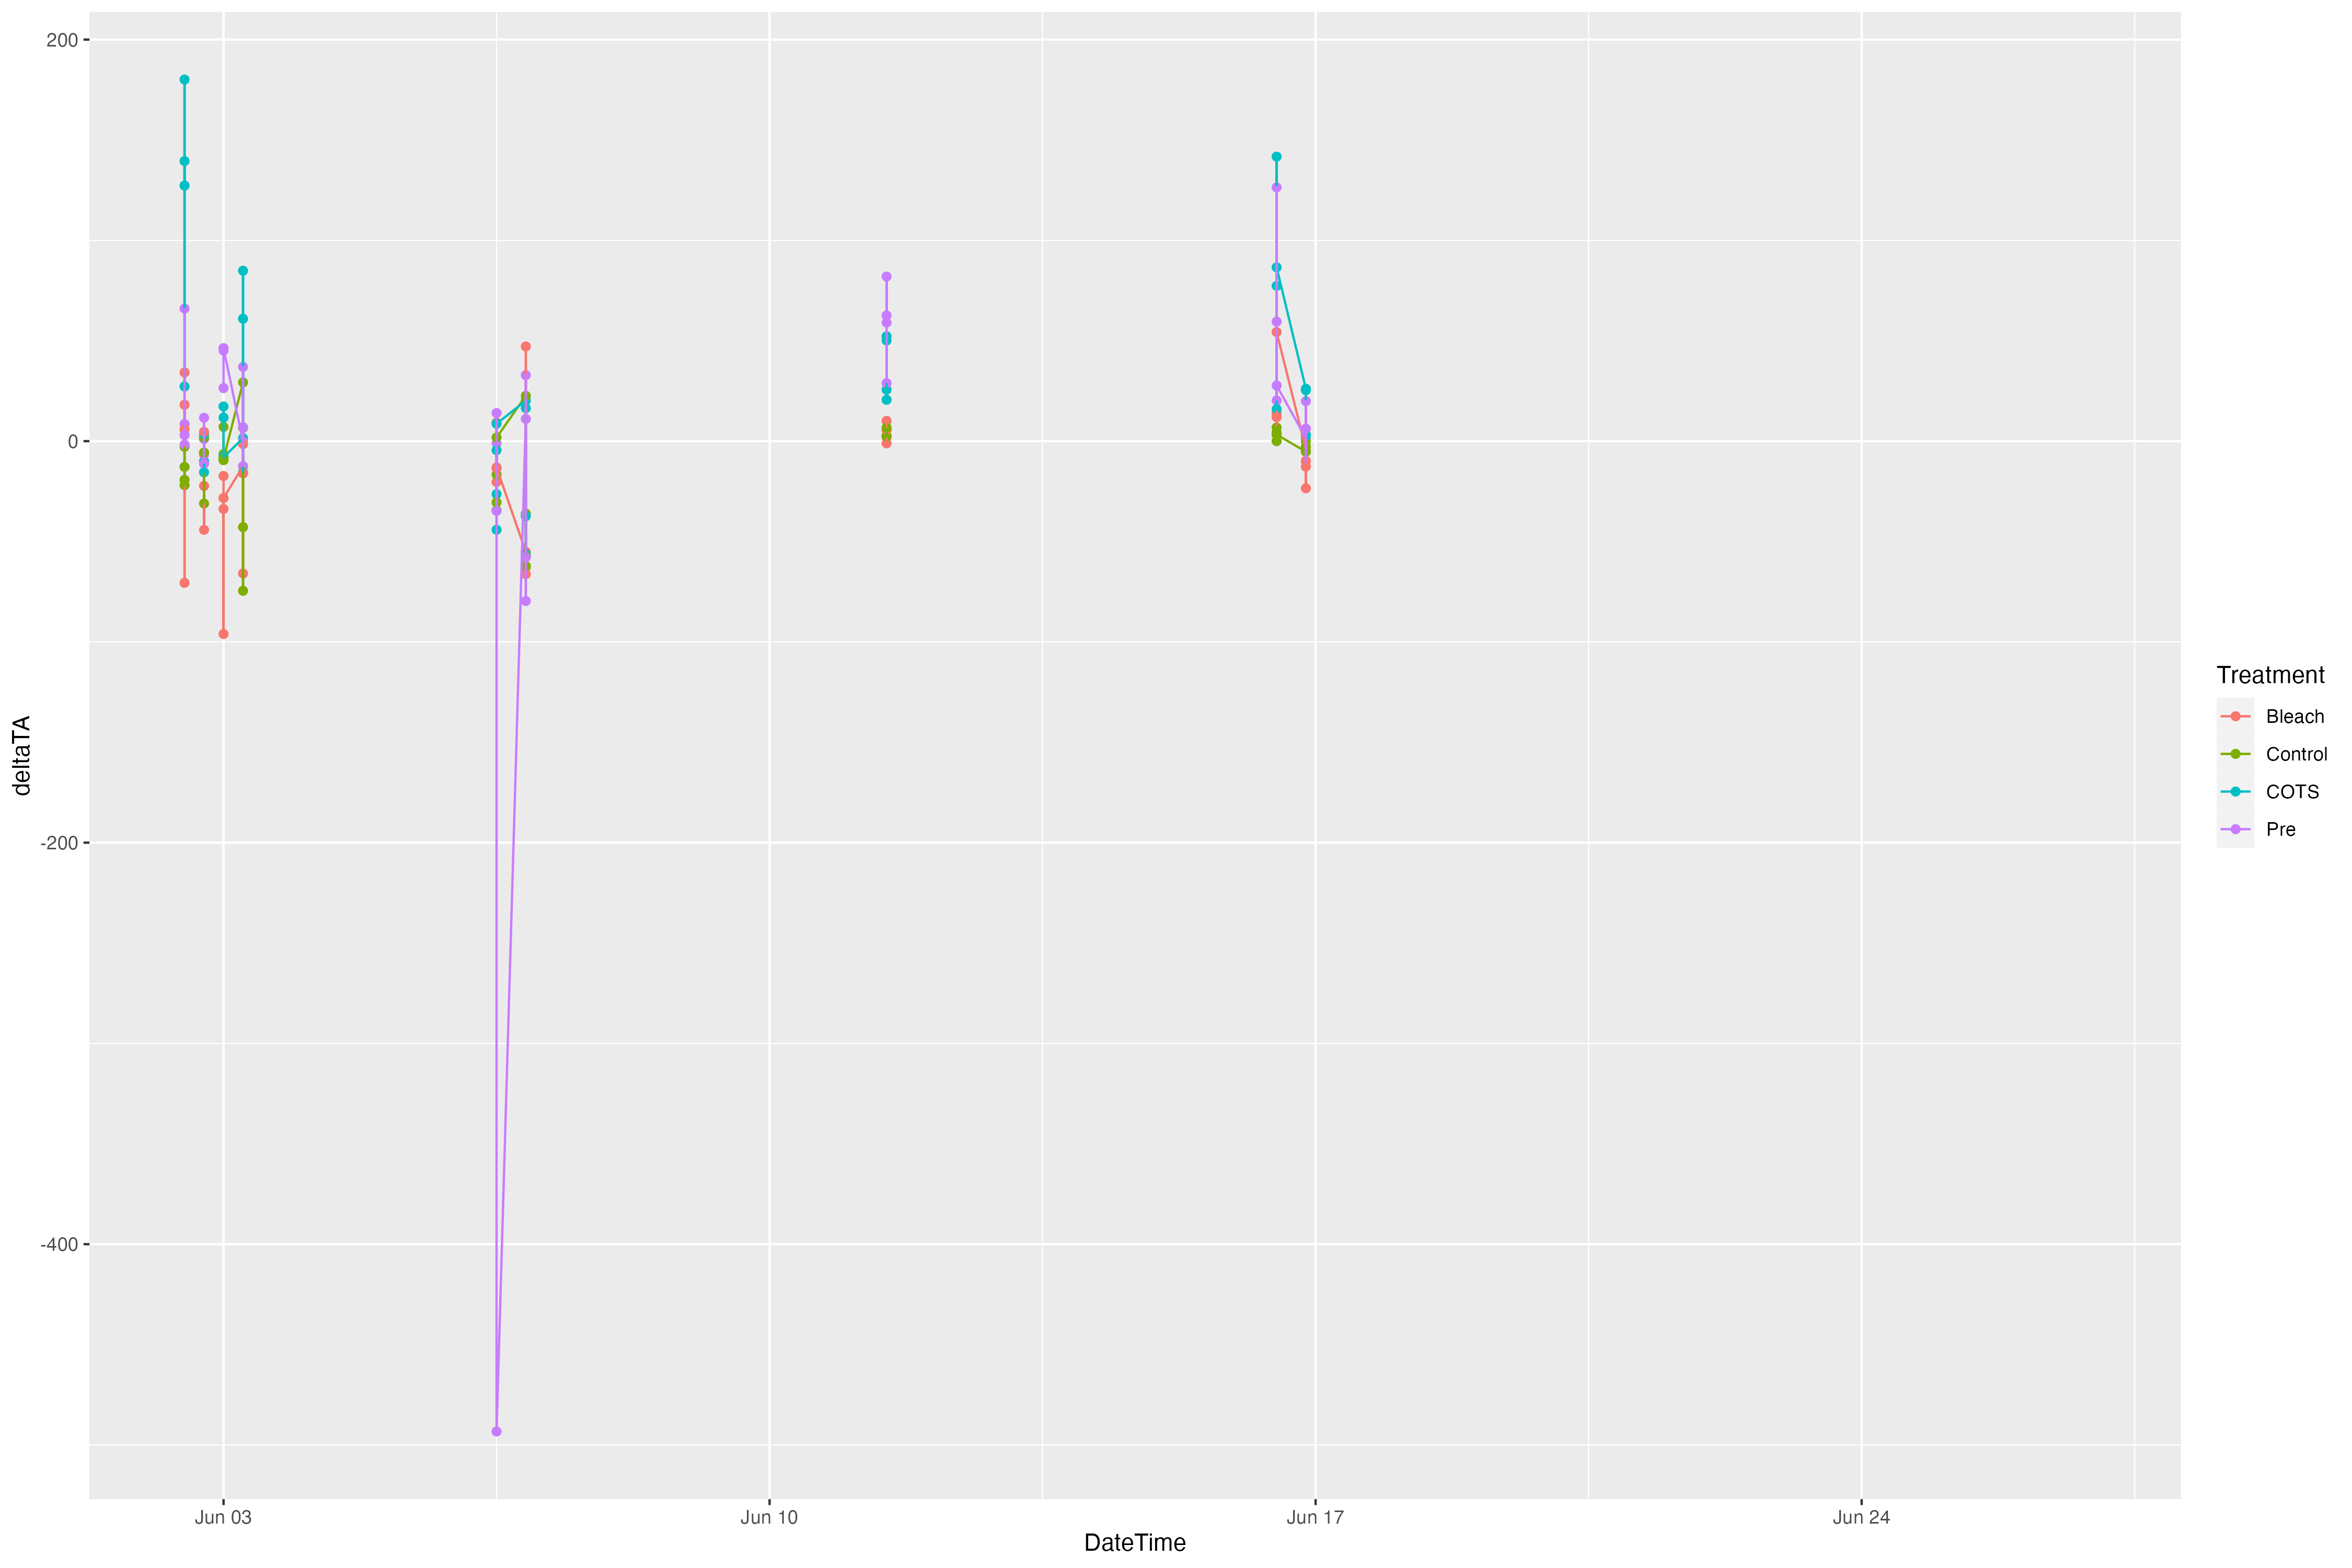 200
0
-200
-400
deltaTA
Jun 03
Jun 10
Jun 17
Jun 24
DateTime
Treatment
Bleach
Control
COTS
Pre